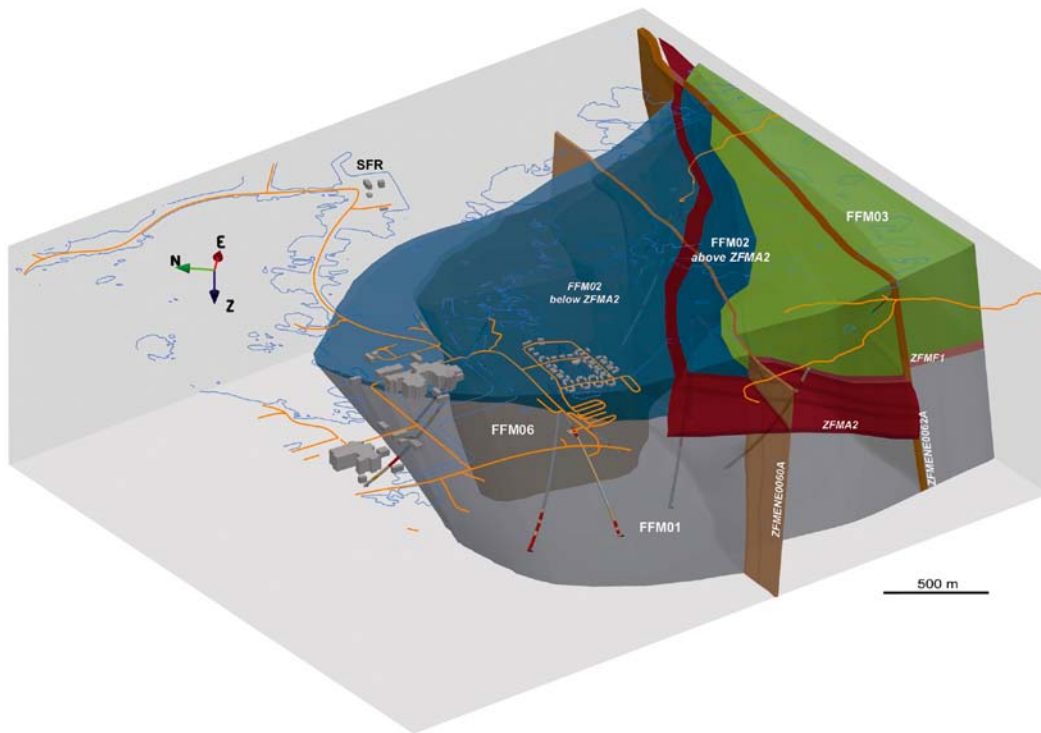 SFR
E
N
Z
FFM03
FFM02
above ZFMA2
FFM02
below ZFMA2
ZFMF1
FFM06
ZFMA2
FFM01
ZFMENE0060A
ZFMENE0062A
500 m